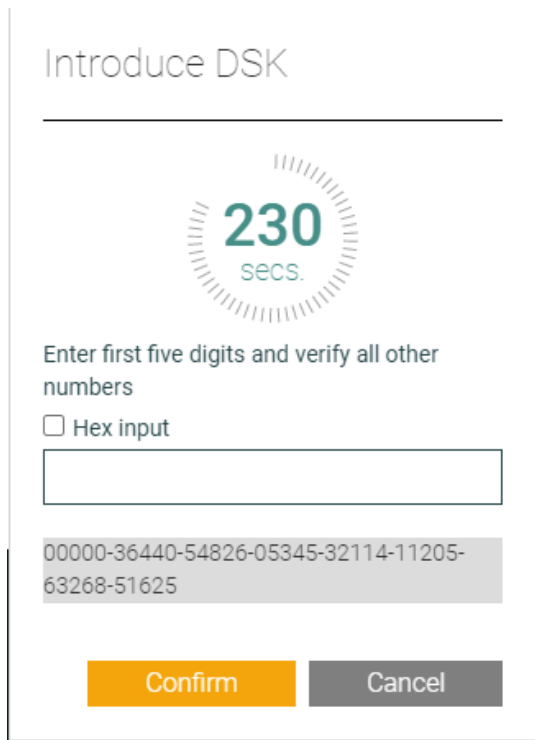 Introduce DSK
230
secs.
Enter first five digits and verify all other
numbers
Hex input
00000-36440-54826-05345-32114-11205-
63268-51625
Confirm
Cancel